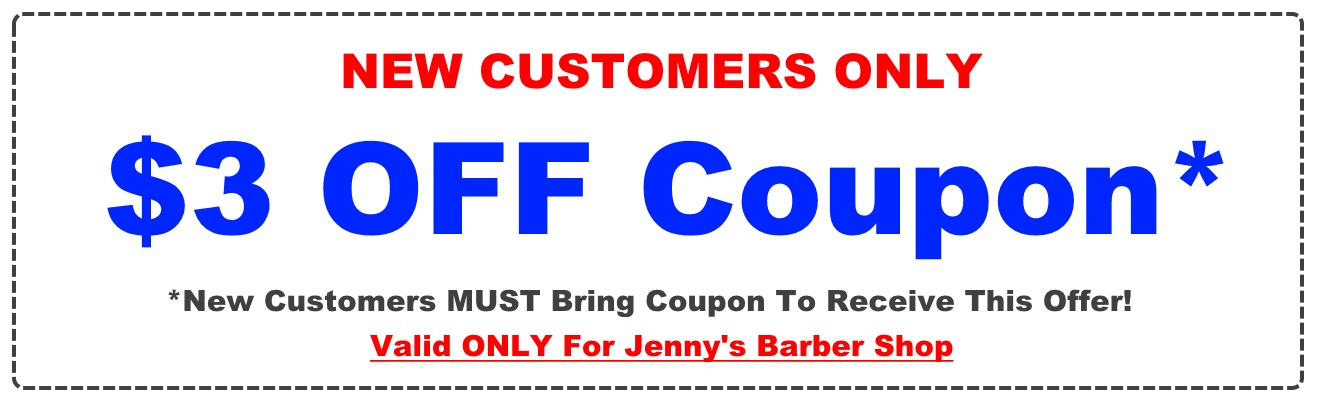 NEW CUSTOMERS ONLY
$3 OFF Coupon*
*New Customers MUST Bring Coupon To Receive This Offer!
Valid ONLY For Jenny's Barber Shop